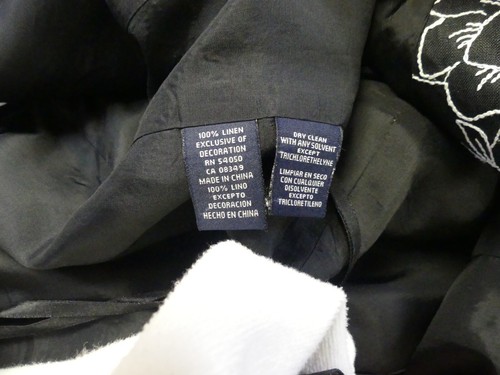 100% LINEN
EXCLUSIVE OF
DECORATION
RN 54050
CA 08349
MADE IN CHINA
100% LINO
EXCEPTO
DECORACION
HECHO EN CHINA
DRY CLEAN
WITH ANY SOLVENT
EXCEPT
TRICHLORETHELYNE
LIMPIAR EN SECO
CON CUALQUIER
DISOLVENTE
EXCEPTO
TRICLORETILENO